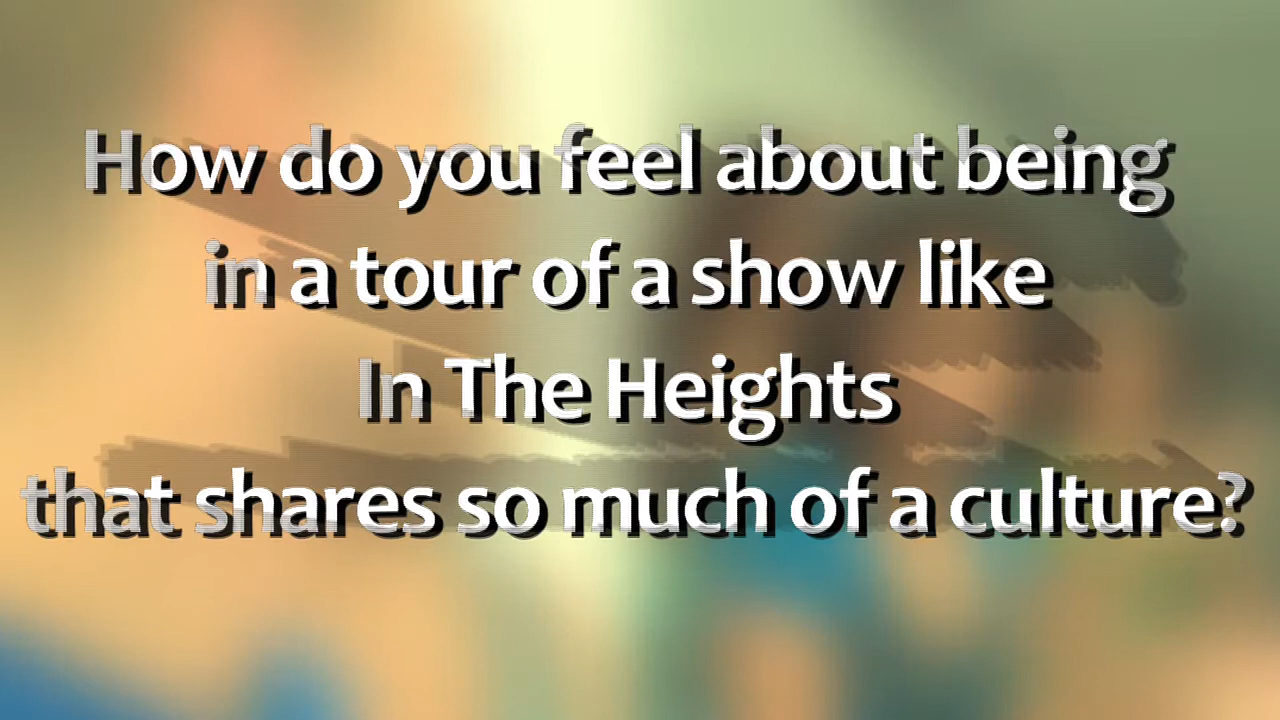 How do you feel about being
in a tour of a show like
In The Heights
that shares so much of a culture?